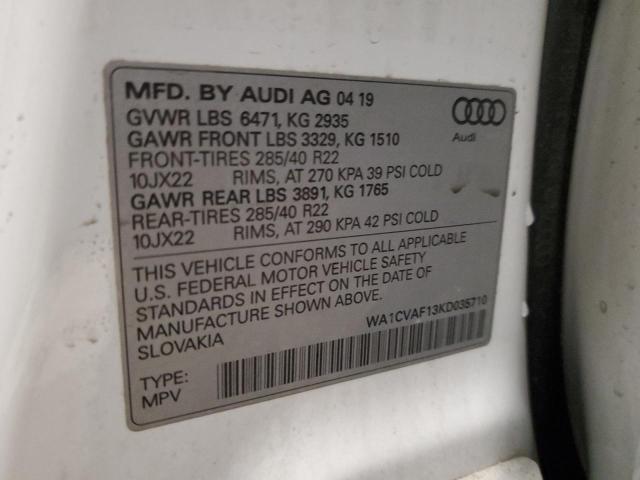 MFD. BY AUDI AG 04 19
GVWR LBS 6471, KG 2935
GAWR FRONT LBS 3329, KG 1510
FRONT-TIRES 285/40 R22
10JX22 RIMS, AT 270 KPA 39 PSI COLD
GAWR REAR LBS 3891, KG 1765
REAR-TIRES 285/40 R22
10JX22 RIMS, AT 290 KPA 42 PSI COLD
Audi
THIS VEHICLE CONFORMS TO ALL APPLICABLE
U.S. FEDERAL MOTOR VEHICLE SAFETY
STANDARDS IN EFFECT ON THE DATE OF
MANUFACTURE SHOWN ABOVE.
SLOVAKIA
WA1CVAF13KD035710
TYPE:
MPV